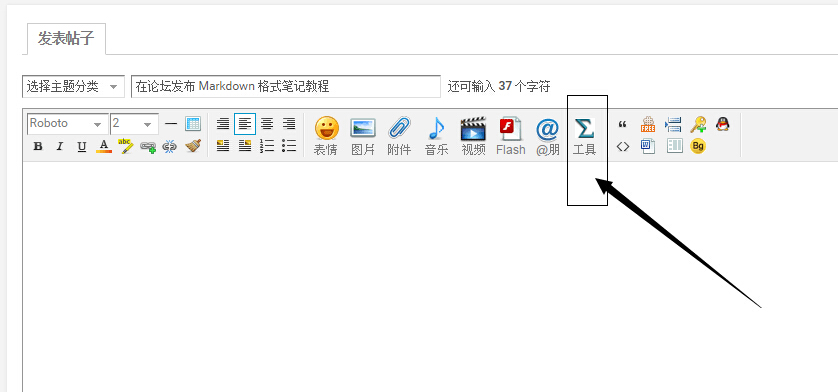 发表帖子
选择主题分类 在论坛发布 Markdown 格式笔记教程 还可输入 37 个字符
Roboto 2
B I U A abc
表情 图片 附件 音乐 视频 Flash @朋 工具
Bg